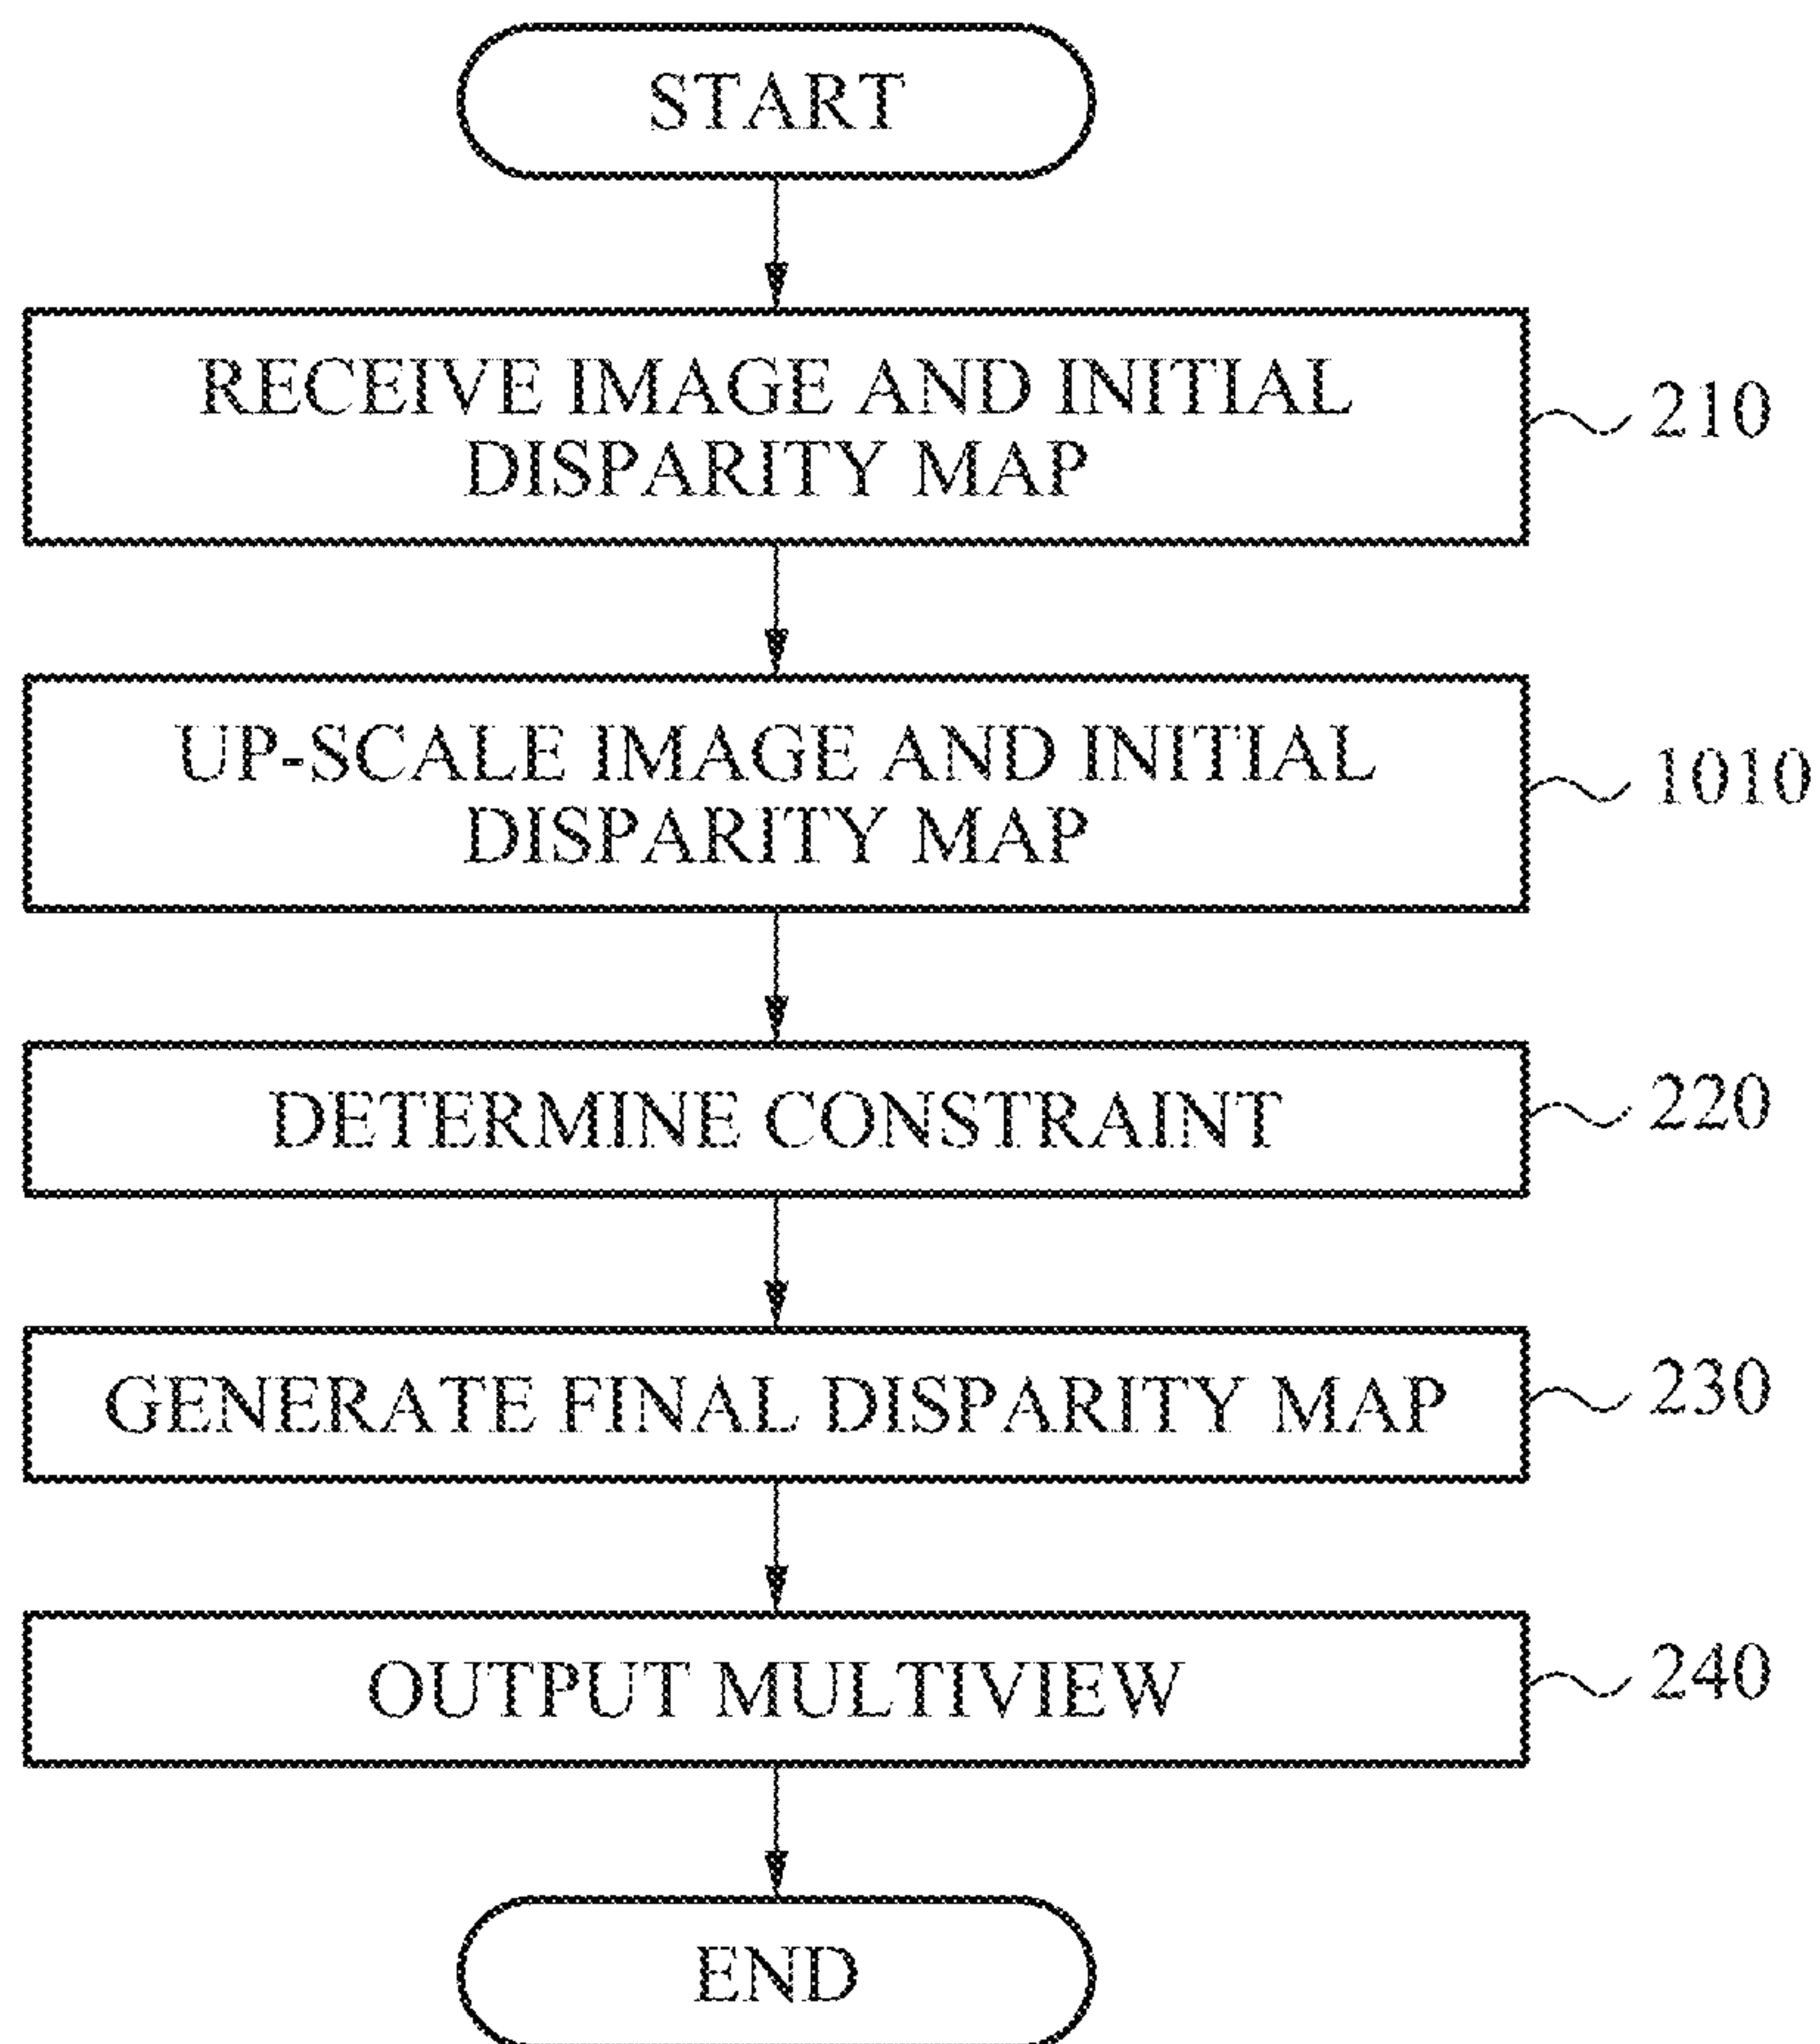 START
RECEIVE IMAGE AND INITIAL
DISPARITY MAP
210
UP-SCALE IMAGE AND INITIAL
DISPARITY MAP
1010
DETERMINE CONSTRAINT
220
GENERATE FINAL DISPARITY MAP
230
OUTPUT MULTIVIEW
240
END